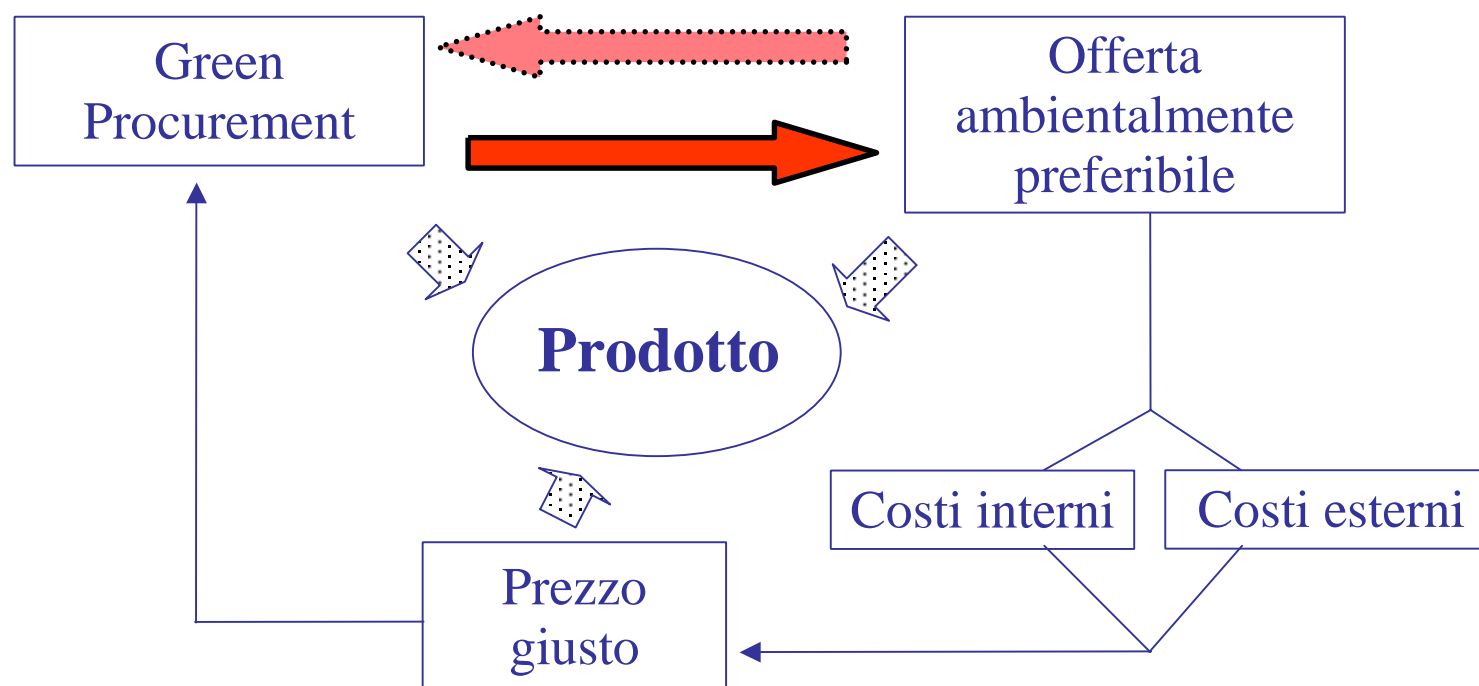 Green
Procurement
Offerta
ambientalmente
preferibile
Prodotto
Costi interni
Costi esterni
Prezzo
giusto